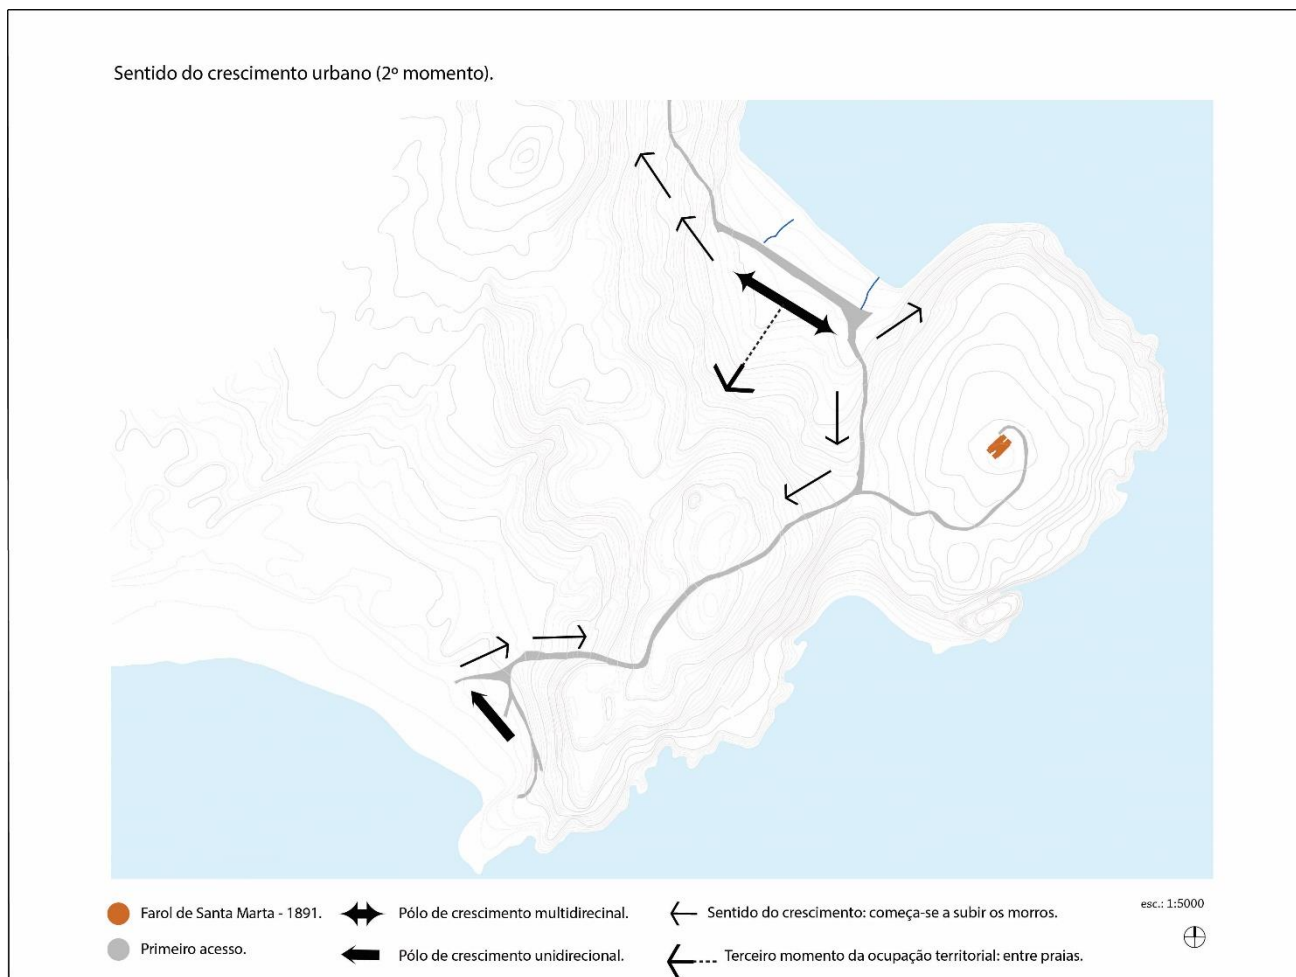 Sentido do crescimento urbano (2º momento).
Farol de Santa Marta - 1891.
Pólo de crescimento multidirecinal.
Sentido do crescimento: começa-se a subir os morros.
esc.: 1:5000
Primeiro acesso.
Pólo de crescimento unidirecional.
Terceiro momento da ocupação territorial: entre praias.